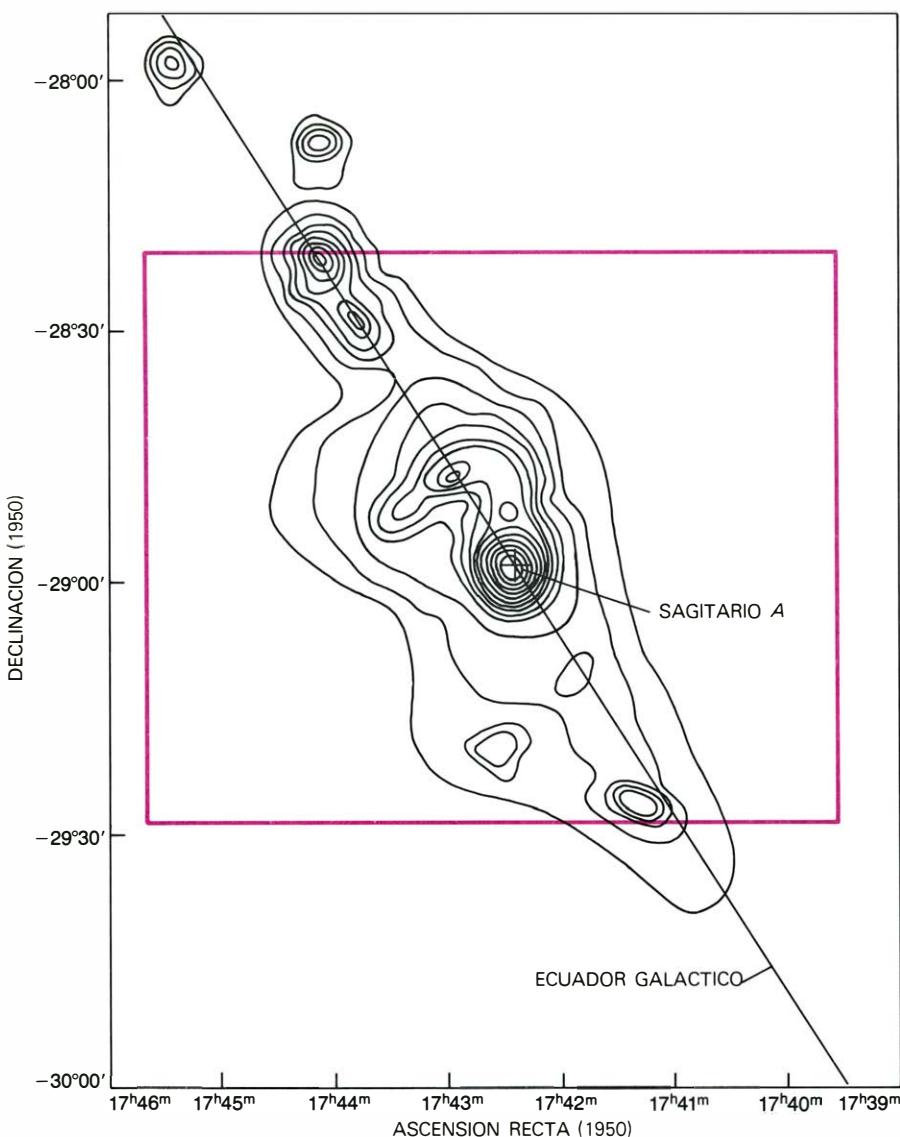 −28°00'
−28°30'
DECLINACION (1950)
−29°00'
SAGITARIO A
−29°30'
ECUADOR GALACTICO
−30°00'
17ʰ46ᵐ 17ʰ45ᵐ 17ʰ44ᵐ 17ʰ43ᵐ 17ʰ42ᵐ 17ʰ41ᵐ 17ʰ40ᵐ 17ʰ39ᵐ
ASCENSION RECTA (1950)